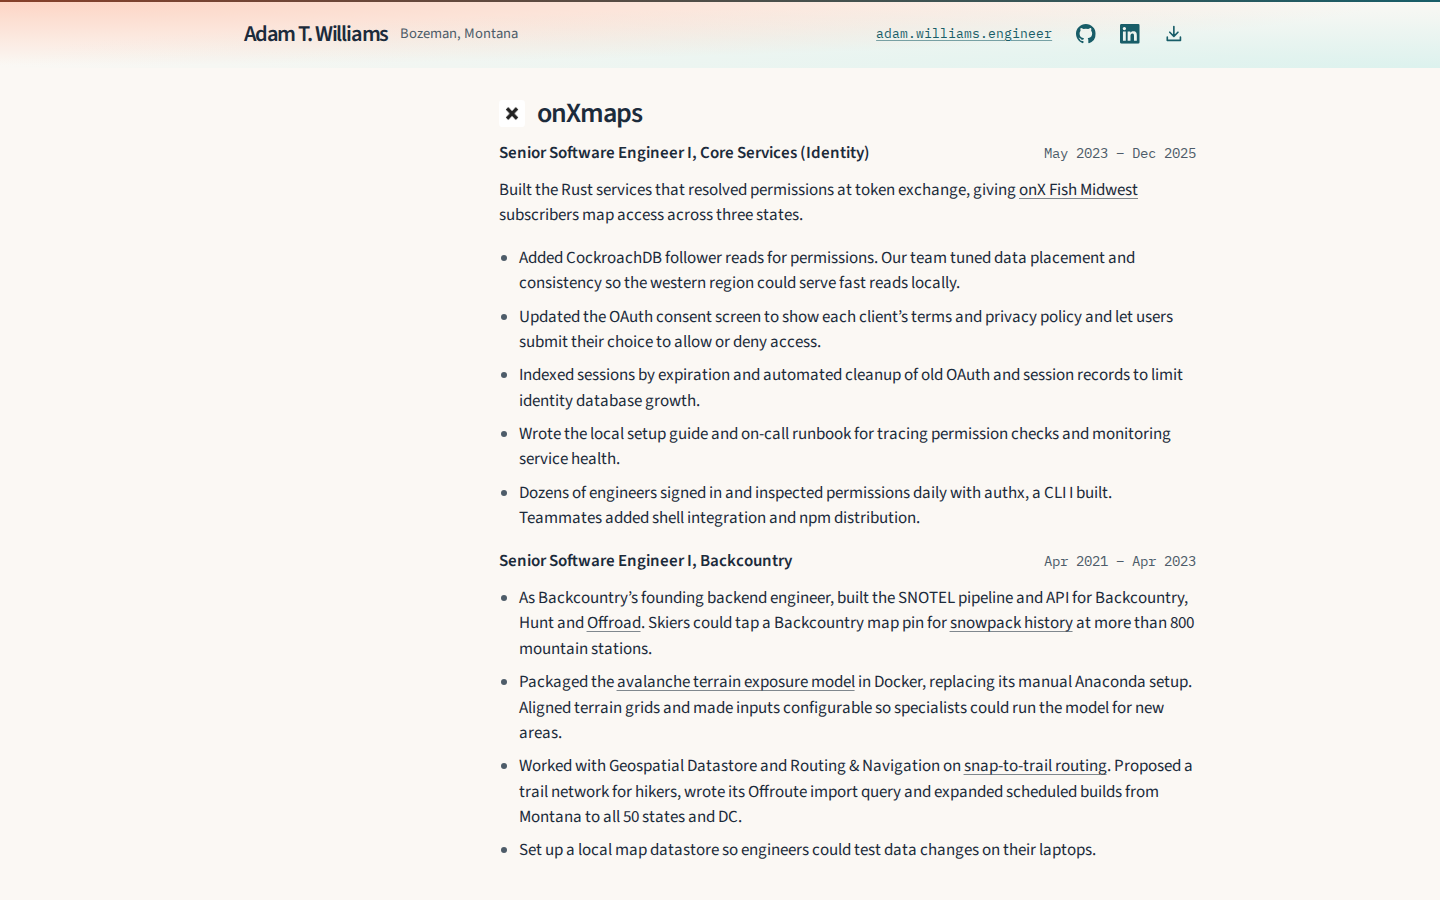 Adam T. Williams Bozeman, Montana adam.williams.engineer
onXmaps
Senior Software Engineer I, Core Services (Identity) May 2023 – Dec 2025
Built the Rust services that resolved permissions at token exchange, giving onX Fish Midwest
subscribers map access across three states.
Added CockroachDB follower reads for permissions. Our team tuned data placement and
consistency so the western region could serve fast reads locally.
Updated the OAuth consent screen to show each client’s terms and privacy policy and let users
submit their choice to allow or deny access.
Indexed sessions by expiration and automated cleanup of old OAuth and session records to limit
identity database growth.
Wrote the local setup guide and on-call runbook for tracing permission checks and monitoring
service health.
Dozens of engineers signed in and inspected permissions daily with authx, a CLI I built.
Teammates added shell integration and npm distribution.
Senior Software Engineer I, Backcountry Apr 2021 – Apr 2023
As Backcountry’s founding backend engineer, built the SNOTEL pipeline and API for Backcountry,
Hunt and Offroad. Skiers could tap a Backcountry map pin for snowpack history at more than 800
mountain stations.
Packaged the avalanche terrain exposure model in Docker, replacing its manual Anaconda setup.
Aligned terrain grids and made inputs configurable so specialists could run the model for new
areas.
Worked with Geospatial Datastore and Routing & Navigation on snap-to-trail routing. Proposed a
trail network for hikers, wrote its Offroute import query and expanded scheduled builds from
Montana to all 50 states and DC.
Set up a local map datastore so engineers could test data changes on their laptops.